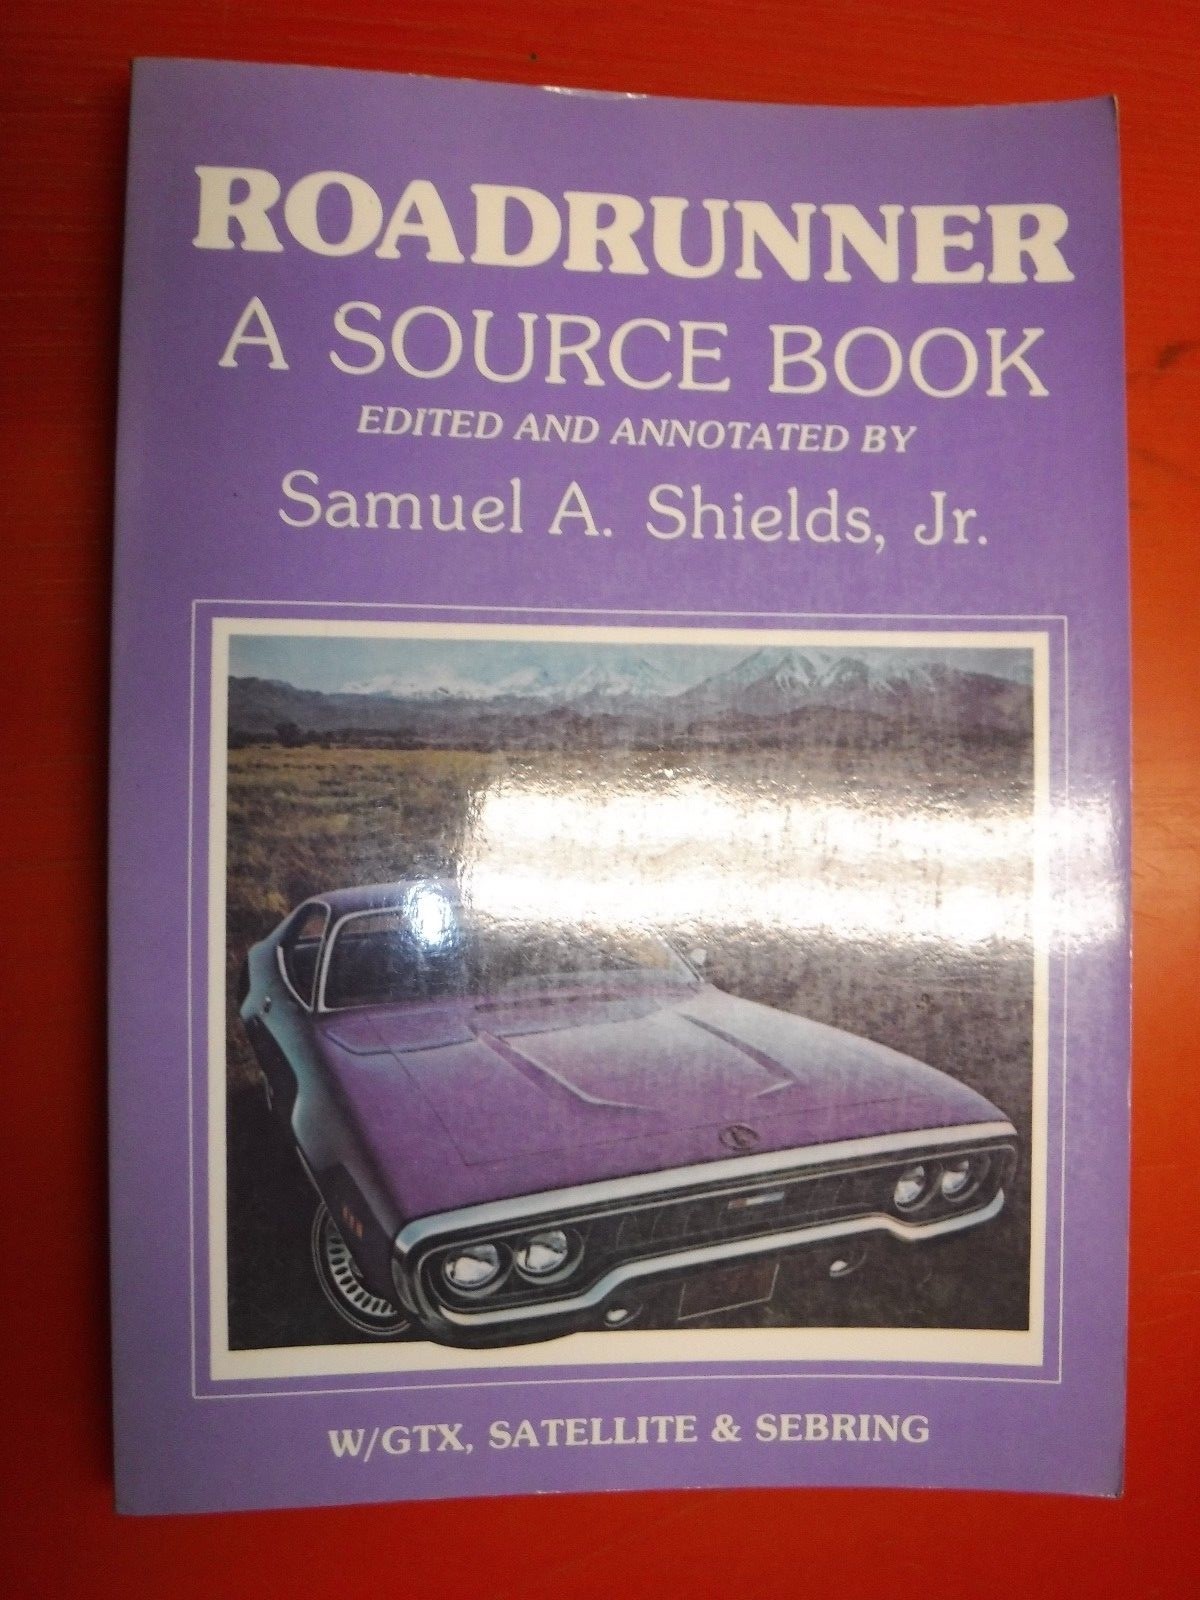 ROADRUNNER
A SOURCE BOOK
EDITED AND ANNOTATED BY
Samuel A. Shields, Jr.
W/GTX, SATELLITE & SEBRING